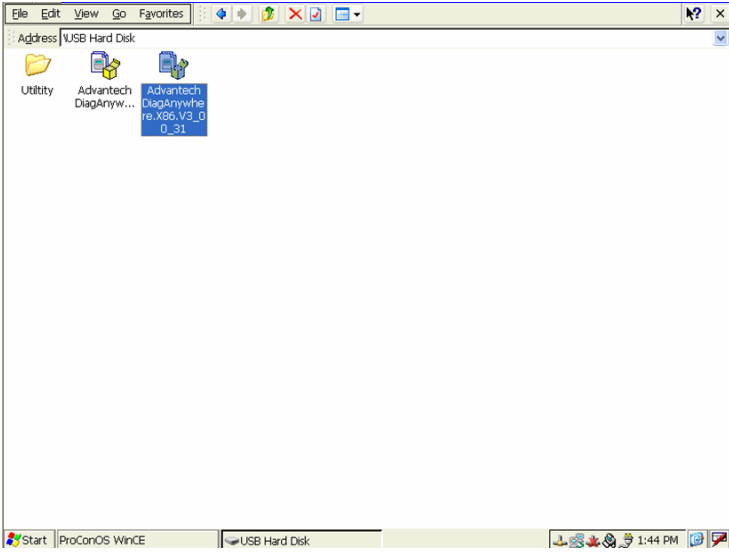 File Edit View Go Favorites
Address \USB Hard Disk
Utiltity
Advantech
DiagAnyw...
Advantech
DiagAnywhe
re.X86.V3_0
0_31
Start ProConOS WinCE USB Hard Disk 1:44 PM